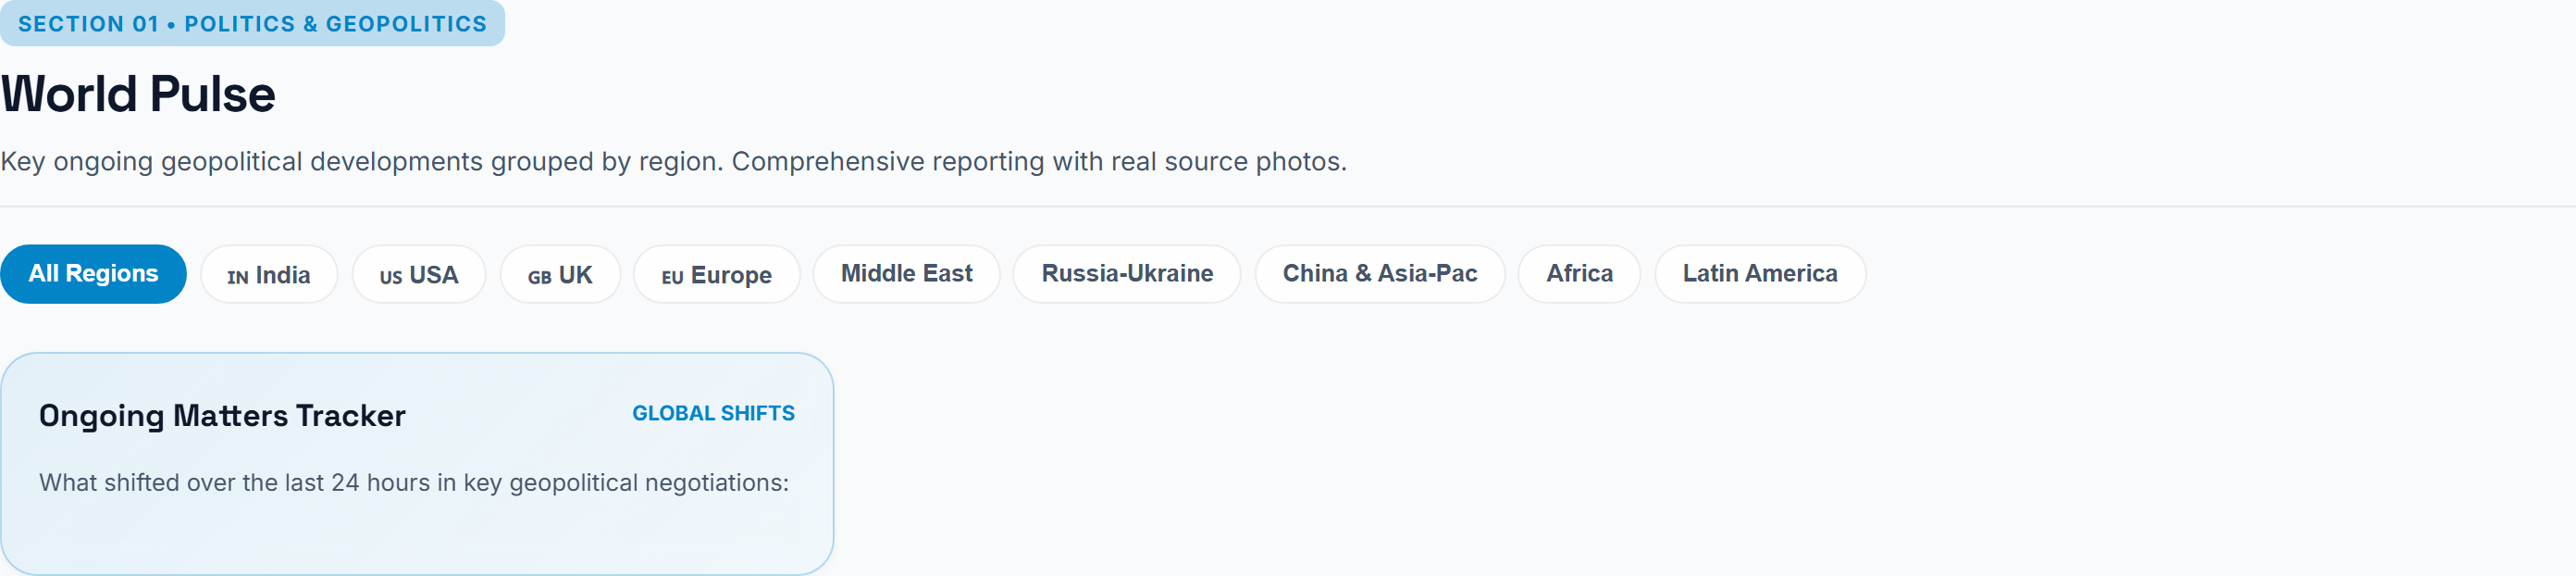 SECTION 01 • POLITICS & GEOPOLITICS
World Pulse
Key ongoing geopolitical developments grouped by region. Comprehensive reporting with real source photos.
All Regions IN India US USA GB UK EU Europe Middle East Russia-Ukraine China & Asia-Pac Africa Latin America
Ongoing Matters Tracker GLOBAL SHIFTS
What shifted over the last 24 hours in key geopolitical negotiations: